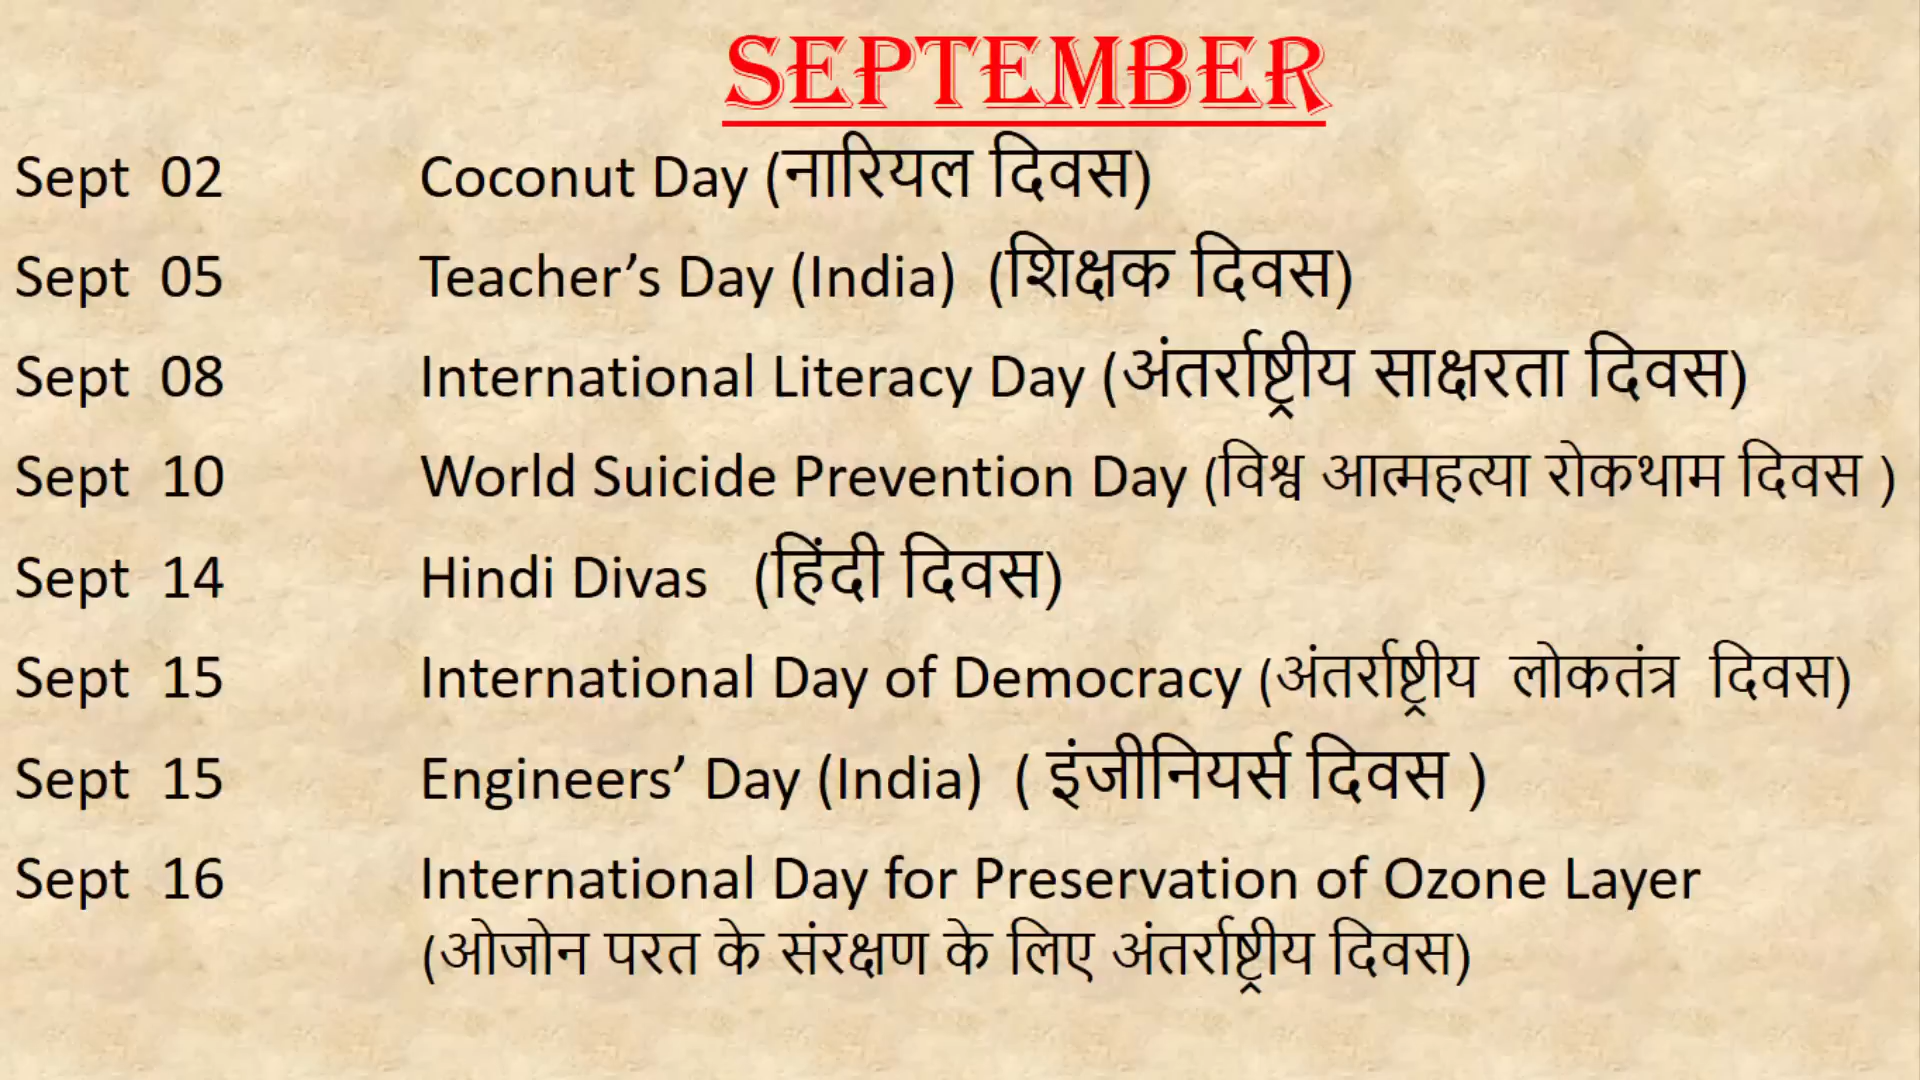 SEPTEMBER
Sept 02 Coconut Day (नारियल दिवस)
Sept 05 Teacher’s Day (India) (शिक्षक दिवस)
Sept 08 International Literacy Day (अंतर्राष्ट्रीय साक्षरता दिवस)
Sept 10 World Suicide Prevention Day (विश्व आत्महत्या रोकथाम दिवस )
Sept 14 Hindi Divas (हिंदी दिवस)
Sept 15 International Day of Democracy (अंतर्राष्ट्रीय लोकतंत्र दिवस)
Sept 15 Engineers’ Day (India) ( इंजीनियर्स दिवस )
Sept 16 International Day for Preservation of Ozone Layer
(ओजोन परत के संरक्षण के लिए अंतर्राष्ट्रीय दिवस)